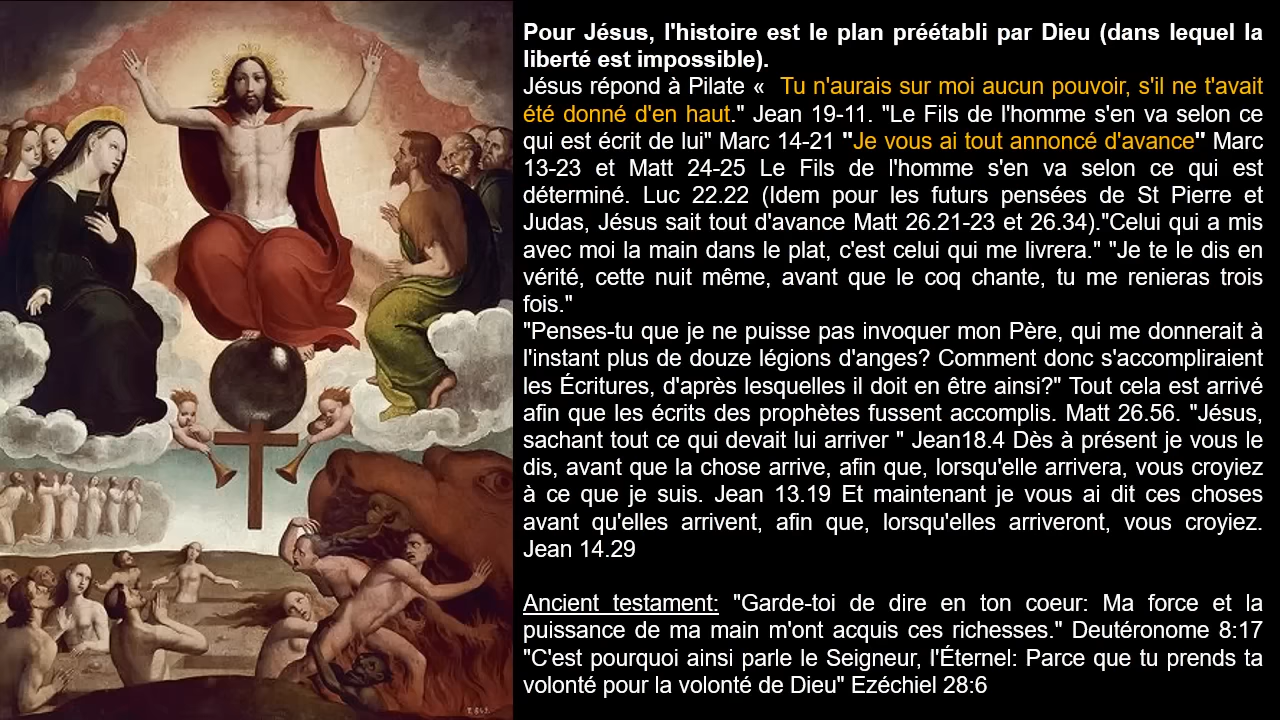 Pour Jésus, l'histoire est le plan préétabli par Dieu (dans lequel la
liberté est impossible).
Jésus répond à Pilate «  Tu n'aurais sur moi aucun pouvoir, s'il ne t'avait
été donné d'en haut." Jean 19-11. "Le Fils de l'homme s'en va selon ce
qui est écrit de lui" Marc 14-21 "Je vous ai tout annoncé d'avance" Marc
13-23 et Matt 24-25 Le Fils de l'homme s'en va selon ce qui est
déterminé. Luc 22.22 (Idem pour les futurs pensées de St Pierre et
Judas, Jésus sait tout d'avance Matt 26.21-23 et 26.34)."Celui qui a mis
avec moi la main dans le plat, c'est celui qui me livrera." "Je te le dis en
vérité, cette nuit même, avant que le coq chante, tu me renieras trois
fois."
"Penses-tu que je ne puisse pas invoquer mon Père, qui me donnerait à
l'instant plus de douze légions d'anges? Comment donc s'accompliraient
les Écritures, d'après lesquelles il doit en être ainsi?" Tout cela est arrivé
afin que les écrits des prophètes fussent accomplis. Matt 26.56. "Jésus,
sachant tout ce qui devait lui arriver " Jean18.4 Dès à présent je vous le
dis, avant que la chose arrive, afin que, lorsqu'elle arrivera, vous croyiez
à ce que je suis. Jean 13.19 Et maintenant je vous ai dit ces choses
avant qu'elles arrivent, afin que, lorsqu'elles arriveront, vous croyiez.
Jean 14.29
Ancient testament: "Garde-toi de dire en ton coeur: Ma force et la
puissance de ma main m'ont acquis ces richesses." Deutéronome 8:17
"C'est pourquoi ainsi parle le Seigneur, l'Éternel: Parce que tu prends ta
volonté pour la volonté de Dieu" Ezéchiel 28:6